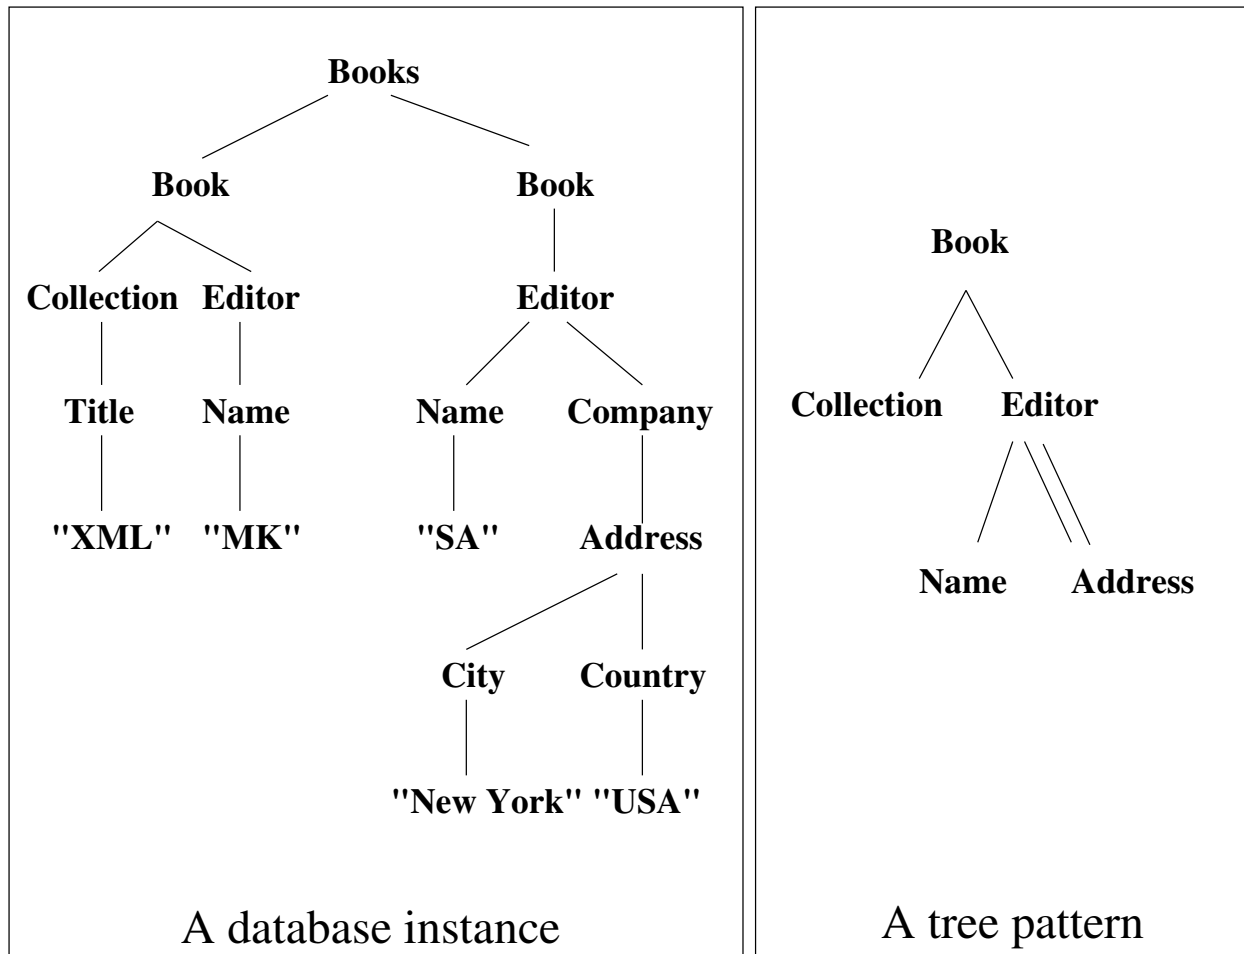 Books
Book Book
Collection Editor Editor
Title Name Name Company
"XML" "MK" "SA" Address
City Country
"New York" "USA"
A database instance
Book
Collection Editor
Name Address
A tree pattern